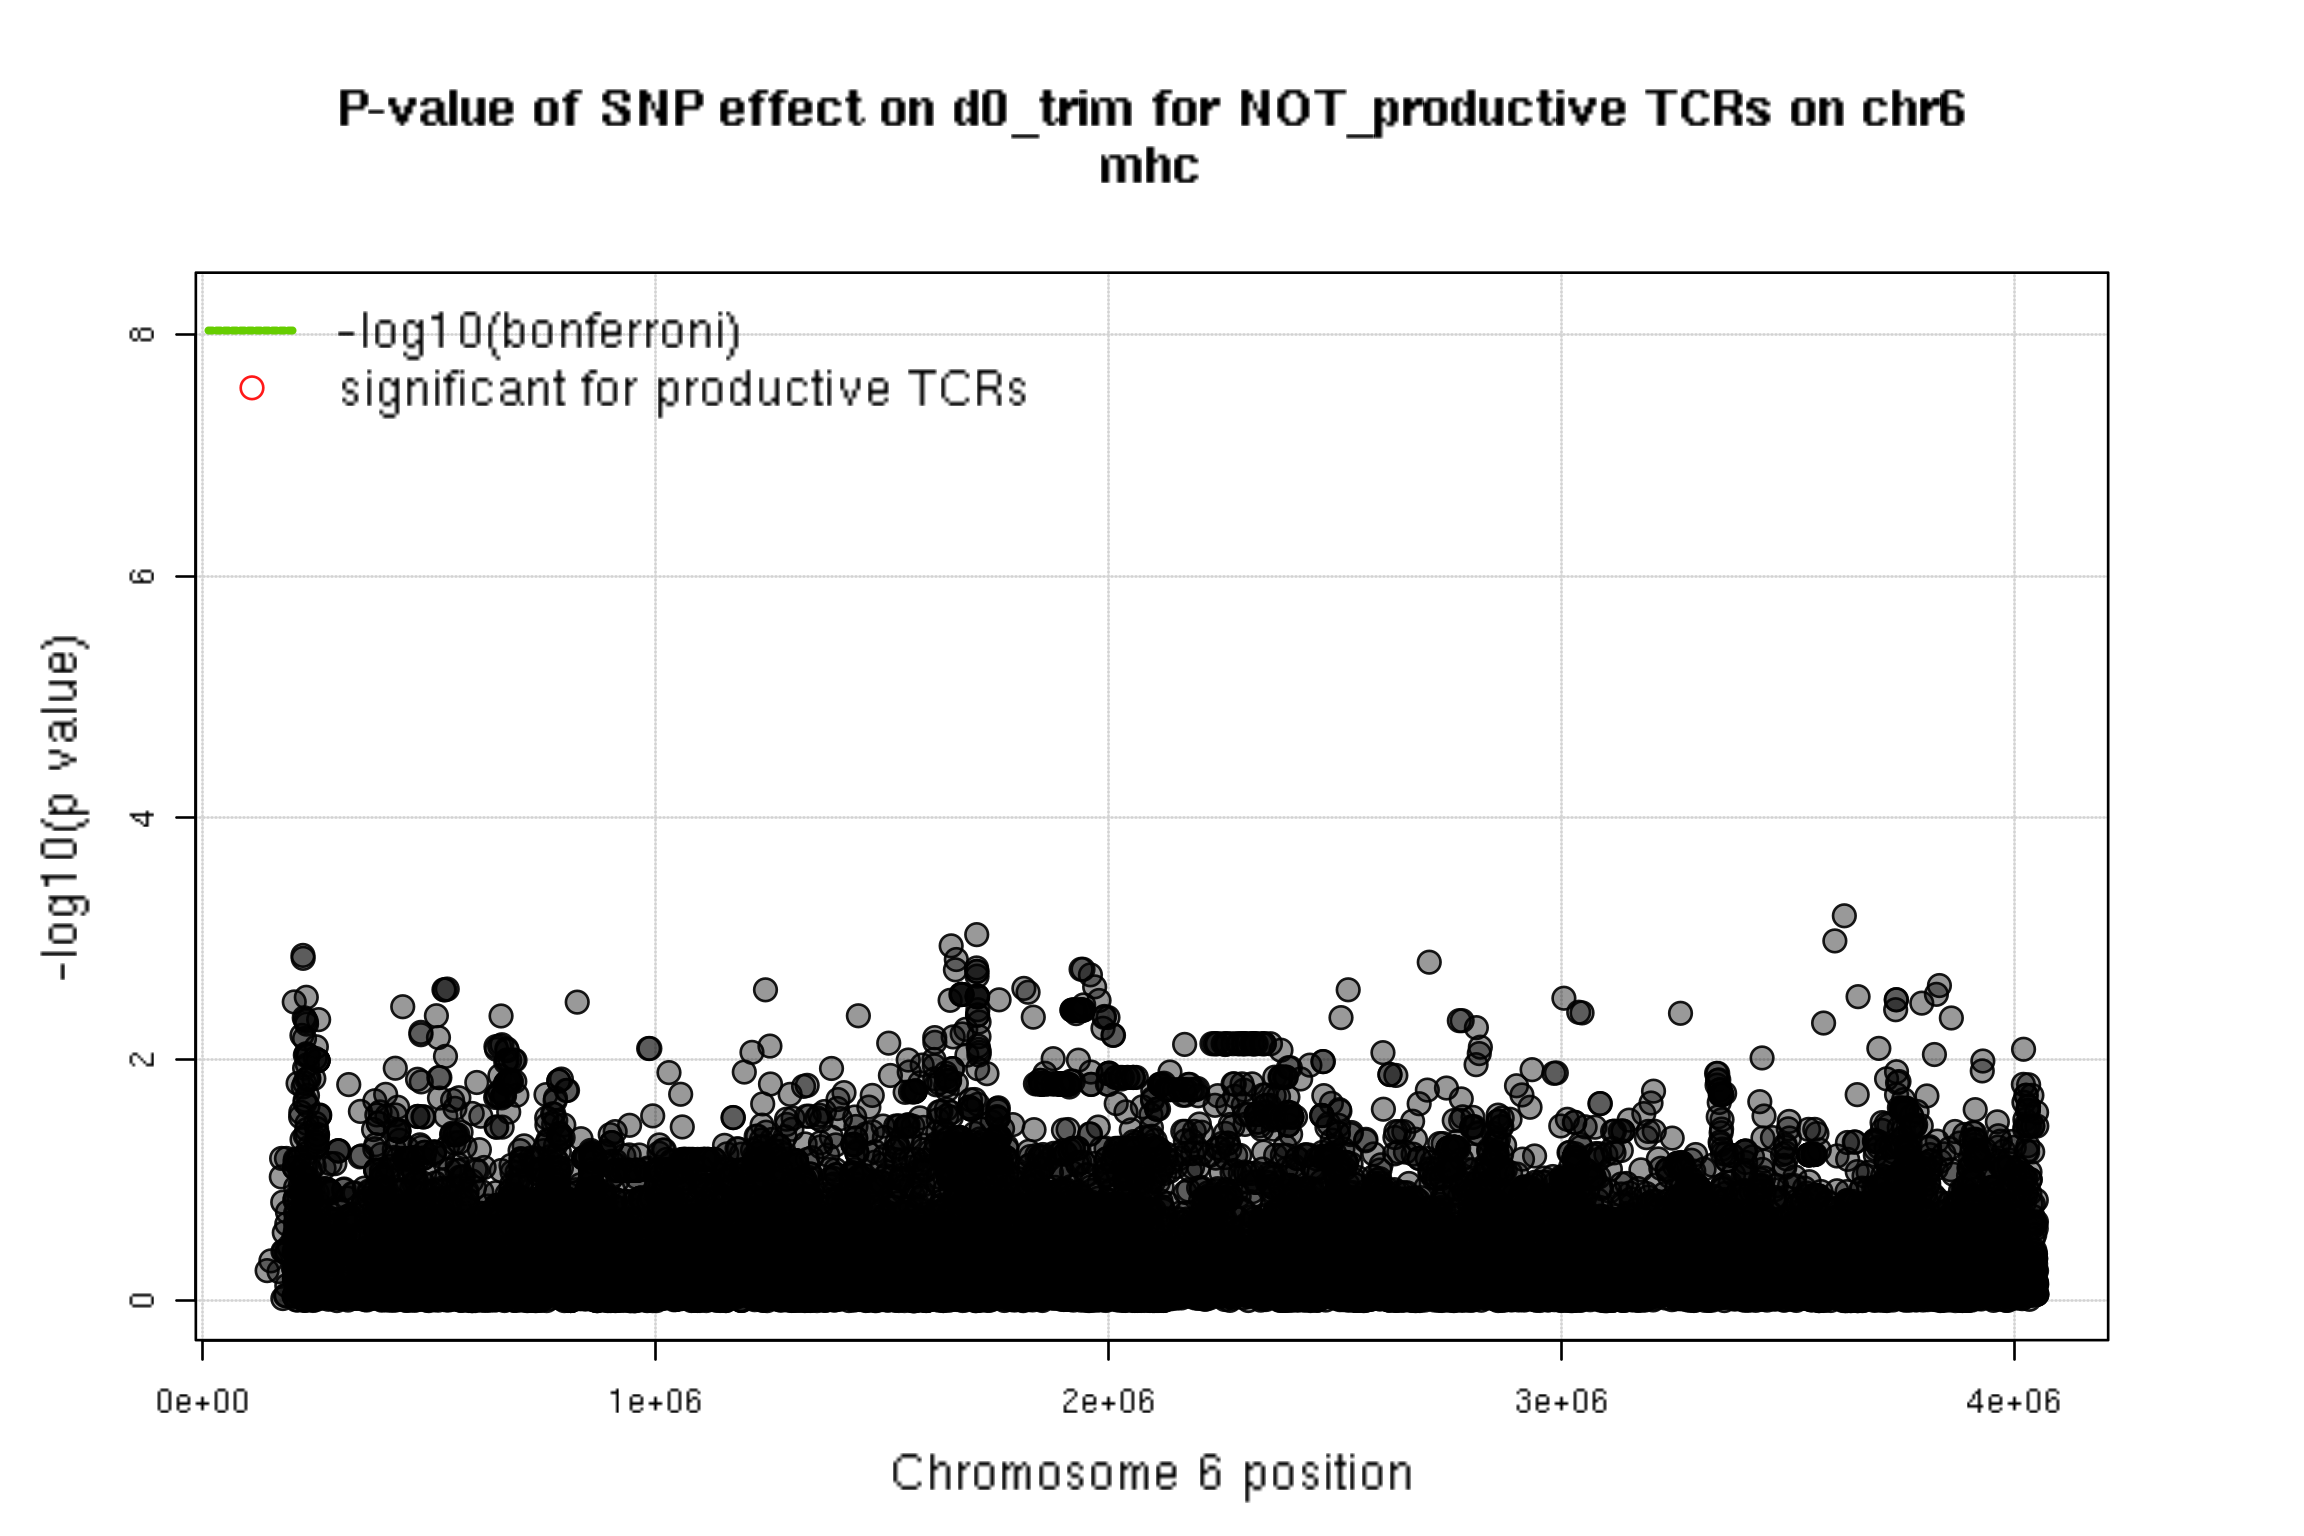 P-value of SNP effect on d0_trim for NOT_productive TCRs on chr6
mhc
-log10(bonferroni)
significant for productive TCRs
-log10(p value)
8
6
4
2
0
0e+00 1e+06 2e+06 3e+06 4e+06
Chromosome 6 position